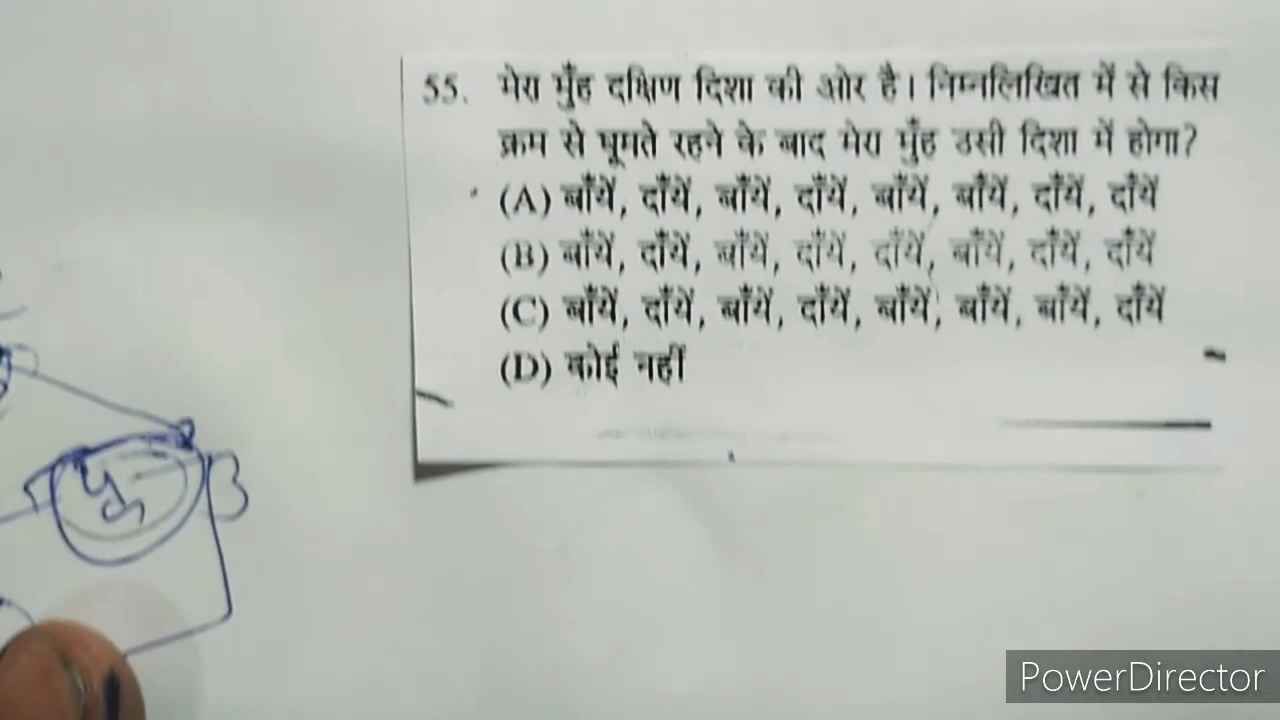 55. मेरा मुँह दक्षिण दिशा की ओर है। निम्नलिखित में से किस
क्रम से घूमते रहने के बाद मेरा मुँह उसी दिशा में होगा?
(A) बाँयें, दाँयें, बाँयें, दाँयें, बाँयें, बाँयें, दाँयें, दाँयें
(B) बाँयें, दाँयें, बाँयें, दाँयें, दाँयें, बाँयें, दाँयें, दाँयें
(C) बाँयें, दाँयें, बाँयें, दाँयें, बाँयें, बाँयें, बाँयें, दाँयें
(D) कोई नहीं
पू
B
PowerDirector